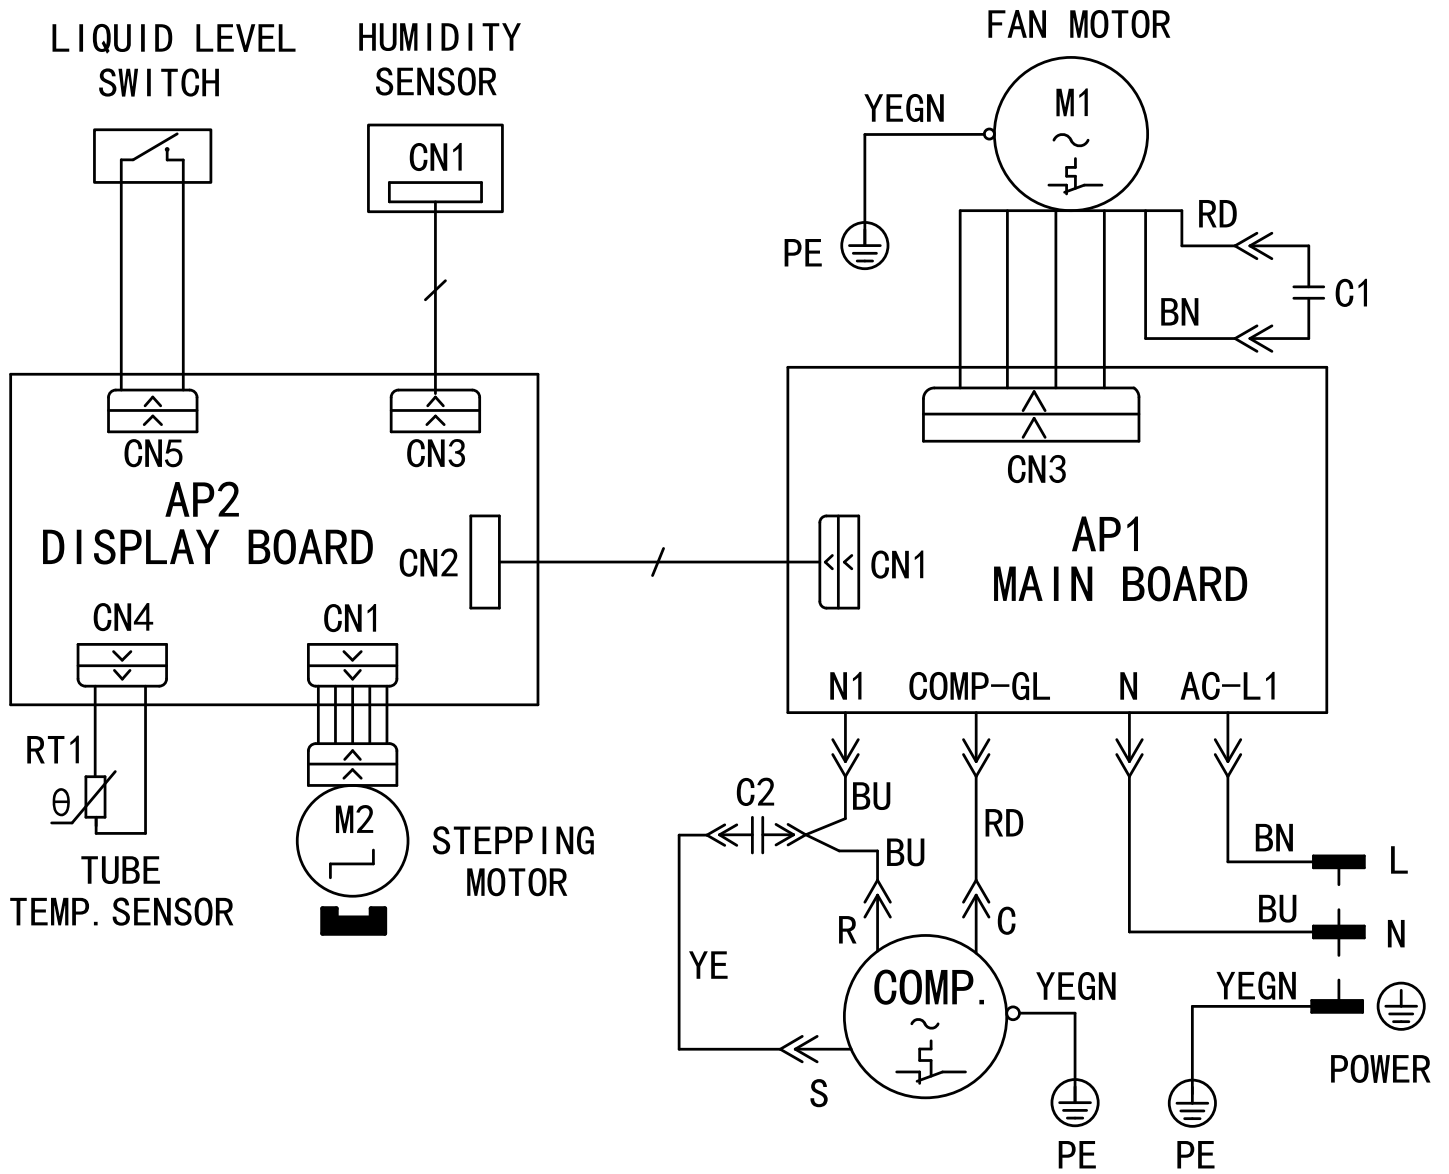 LIQUID LEVEL
SWITCH
HUMIDITY
SENSOR
CN1
FAN MOTOR
M1
YEGN
PE
RD
BN
C1
CN5
CN3
AP2
DISPLAY BOARD
CN2
CN4
CN1
CN3
AP1
MAIN BOARD
CN1
N1
COMP-GL
N
AC-L1
RT1
θ
TUBE
TEMP. SENSOR
M2
STEPPING
MOTOR
C2
BU
BU
RD
R
C
YE
COMP.
S
YEGN
PE
BN
L
BU
N
YEGN
POWER
PE